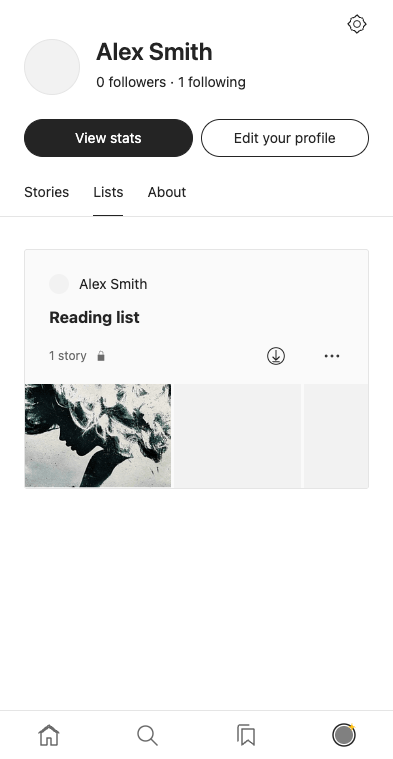 Alex Smith
0 followers · 1 following
View stats
Edit your profile
Stories
Lists
About
Alex Smith
Reading list
1 story